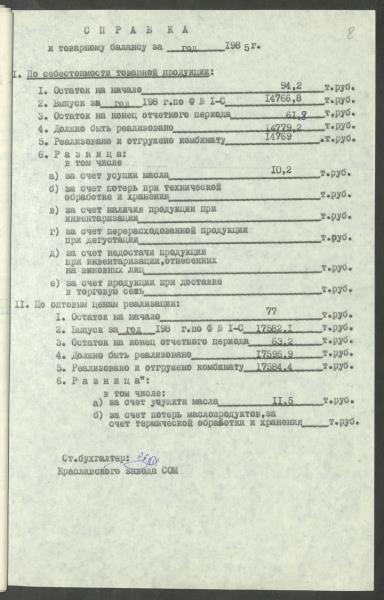 8
С П Р А В К А
к товарному балансу за год 1985г.
I. По себестоимости товарной продукции:
1. Остаток на начало 94,2 т.руб.
2. Выпуск за год 198 г.по Ф № I-С 14766,8 т.руб.
3. Остаток на конец отчетного периода 61,8 т.руб.
4. Должно быть реализовано 14779,2 т.руб.
5. Реализовано и отгружено комбинату 14769 т.руб.
6. Р а з н и ц а:
в том числе
а) за счет усушки масла 10,2 т.руб.
б) за счет потерь при технической
обработке и хранения т.руб.
в) за счет наличия продукции при
инвентаризации т.руб.
г) за счет перерасходованной продукции
при дегустации т.руб.
д) за счет недостачи продукции
при инвентаризации,отнесенных
на виновных лиц т.руб.
е) за счет продукции при доставке
в торговую сеть т.руб.
II. По оптовым ценам реализации:
1. Остаток на начало 77 т.руб.
2. Выпуск за год 198 г.по Ф № I-С 17582.1 т.руб.
3. Остаток на конец отчетного периода 63.2 т.руб.
4. Должно быть реализовано 17595.9 т.руб.
5. Реализовано и отгружено комбинату 17584.4 т.руб.
6. Р а з н и ц а":
в том числе:
а) за счет усушки масла 11.5 т.руб.
б) за счет потерь маслопродуктов,за
счет термической обработки и хранения т.руб.
Ст.бухгалтер:
Краславского завода СОМ